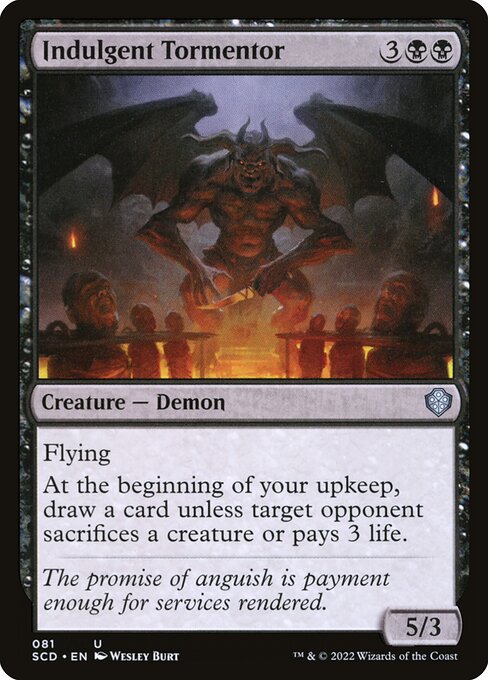 Indulgent Tormentor 3
Creature — Demon
Flying
At the beginning of your upkeep,
draw a card unless target opponent
sacrifices a creature or pays 3 life.
The promise of anguish is payment
enough for services rendered.
5/3
081 U
SCD • EN Wesley Burt
™ & © 2022 Wizards of the Coast